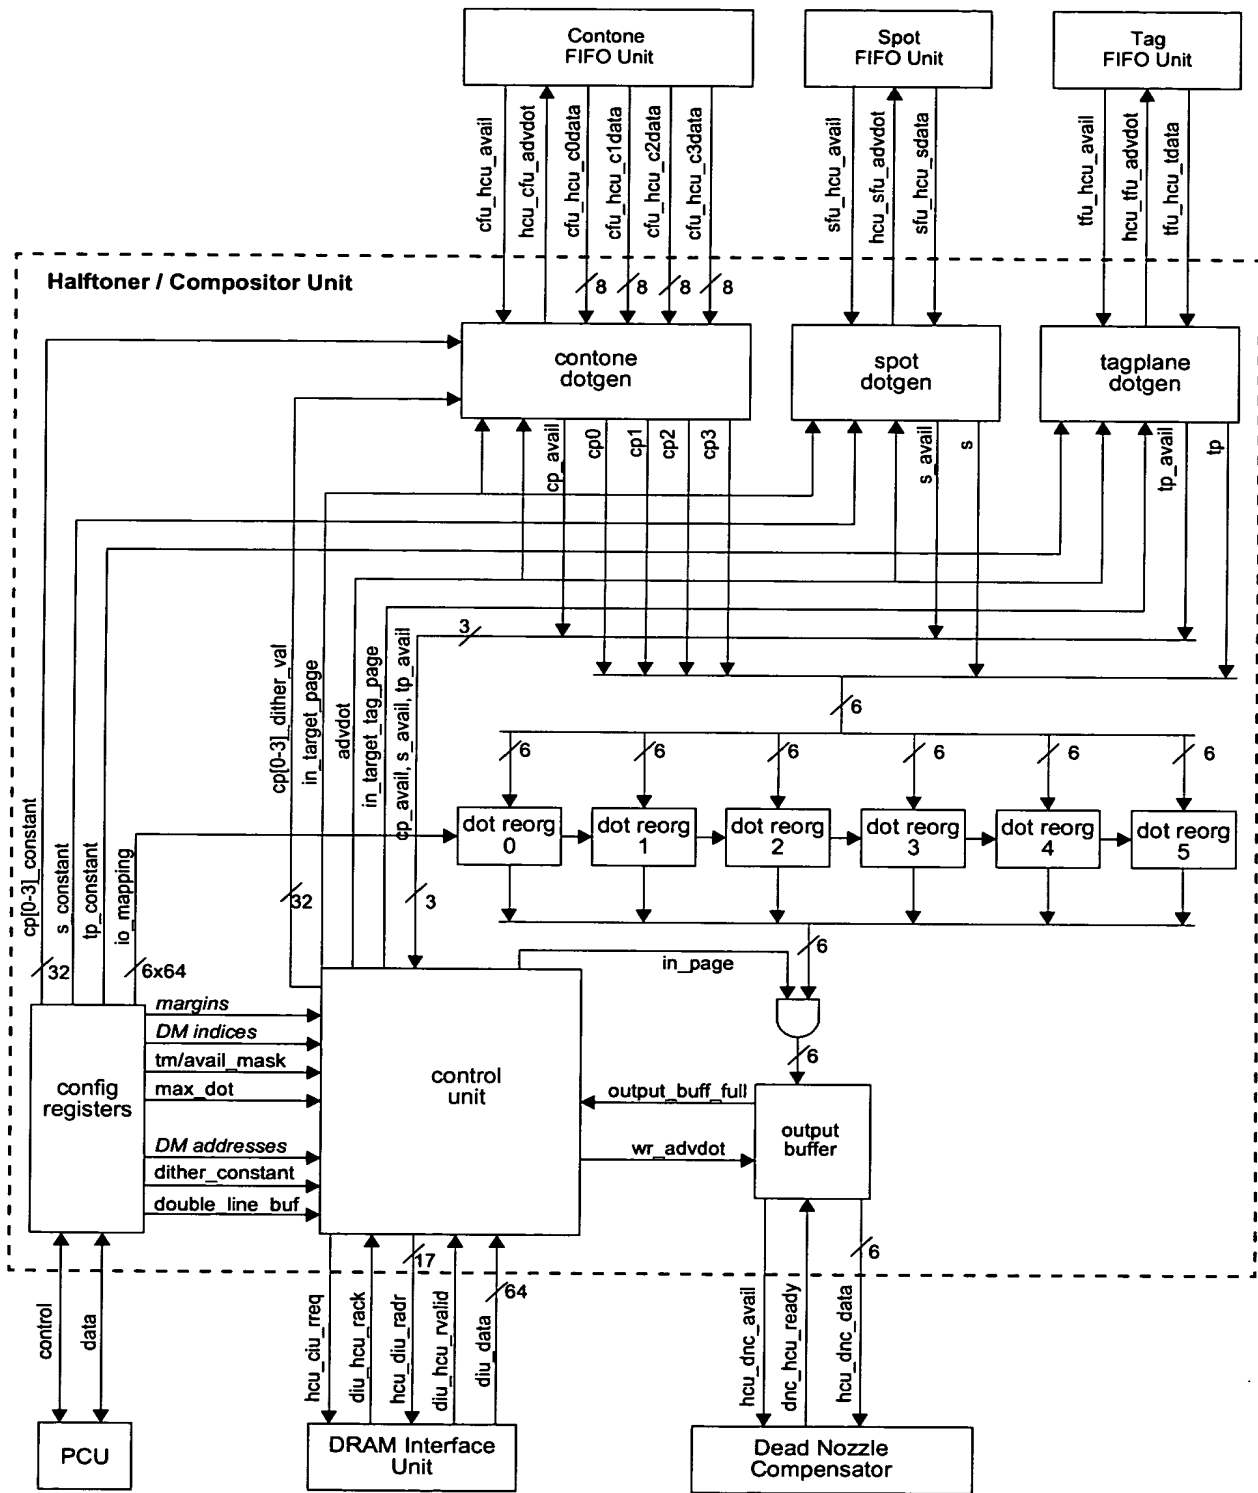 Contone
FIFO Unit
Spot
FIFO Unit
Tag
FIFO Unit
cfu_hcu_avail
hcu_cfu_advdot
cfu_hcu_c0data
cfu_hcu_c1data
cfu_hcu_c2data
cfu_hcu_c3data
sfu_hcu_avail
hcu_sfu_advdot
sfu_hcu_sdata
tfu_hcu_avail
hcu_tfu_advdot
tfu_hcu_tdata
Halftoner / Compositor Unit
8
8
8
8
contone
dotgen
spot
dotgen
tagplane
dotgen
cp_avail
cp0
cp1
cp2
cp3
s_avail
s
tp_avail
tp
3
cp[0-3]_dither_val
in_target_page
advdot
in_target_tag_page
cp_avail, s_avail, tp_avail
6
6
6
6
6
6
6
dot reorg
0
dot reorg
1
dot reorg
2
dot reorg
3
dot reorg
4
dot reorg
5
cp[0-3]_constant
s_constant
tp_constant
io_mapping
32
3
32
6x64
in_page
6
6
margins
DM indices
tm/avail_mask
max_dot
DM addresses
dither_constant
double_line_buf
config
registers
control
unit
output_buff_full
wr_advdot
output
buffer
17
64
6
control
data
hcu_ciu_rreq
diu_hcu_rack
hcu_diu_radr
diu_hcu_rvalid
diu_data
hcu_dnc_avail
dnc_hcu_ready
hcu_dnc_data
PCU
DRAM Interface
Unit
Dead Nozzle
Compensator